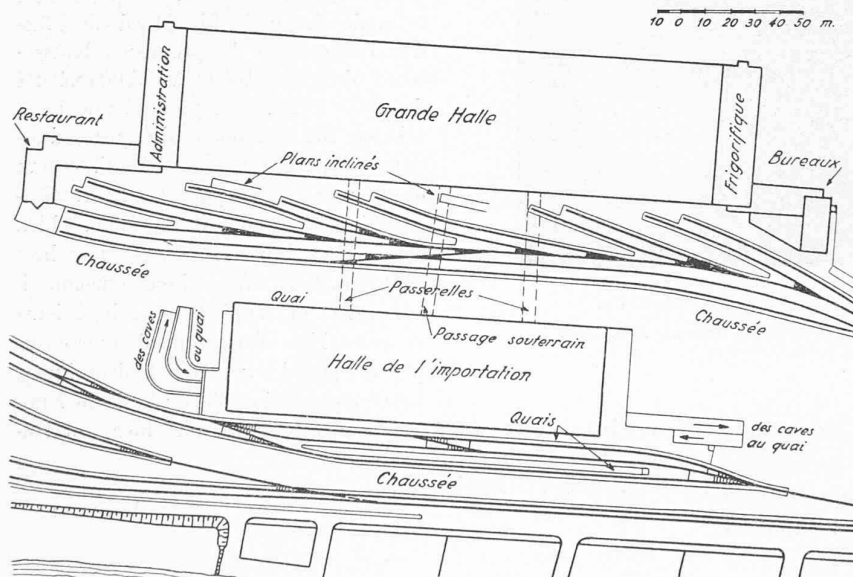 10 0 10 20 30 40 50 m.
Administration
Grande Halle
Frigorifique
Restaurant
Bureaux
Plans inclinés
Chaussée
Quai
Passerelles
Chaussée
Passage souterrain
des caves
au quai
Halle de l'importation
Quais
des caves
au quai
Chaussée